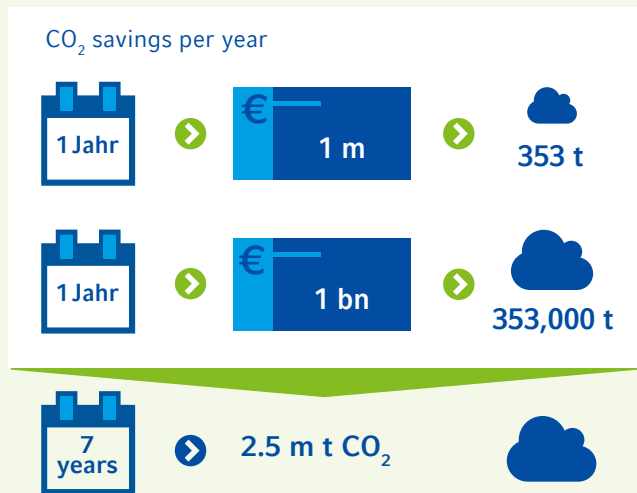 CO₂ savings per year
1 Jahr
€
1 m
353 t
1 Jahr
€
1 bn
353,000 t
7
years
2.5 m t CO₂